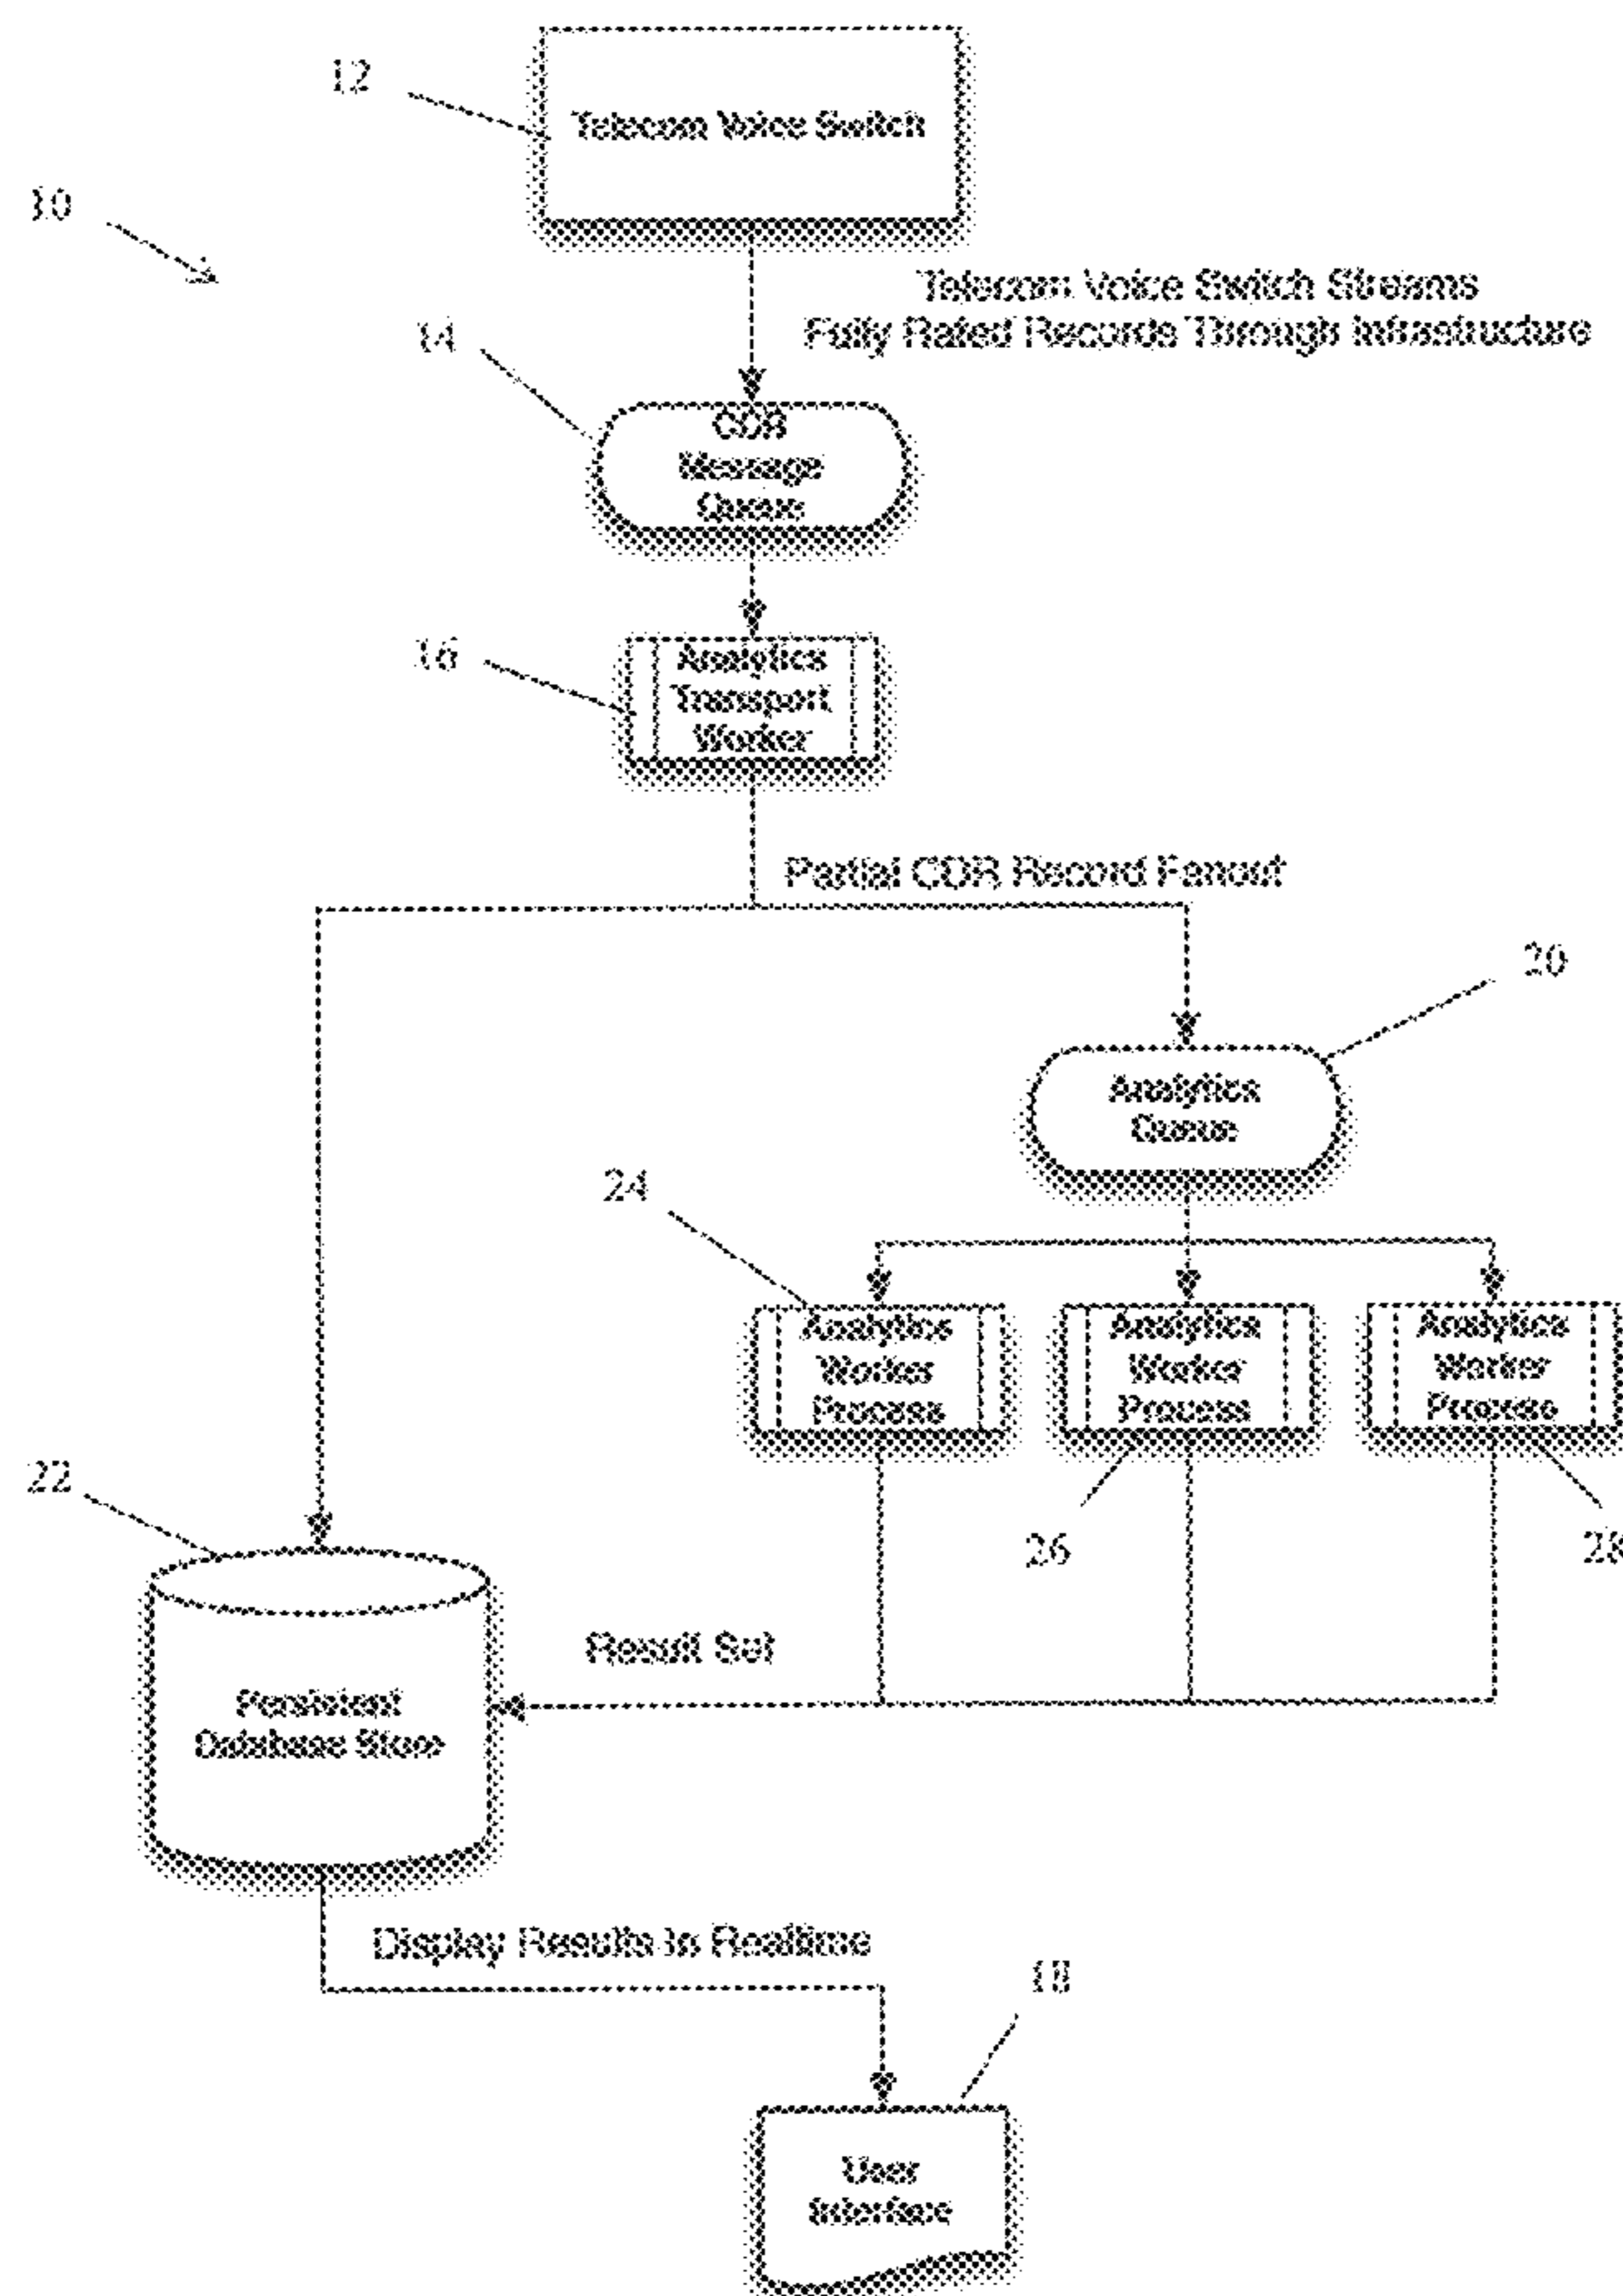 12
Telecom Voice Switch
10
Telecom Voice Switch Streams
Fully Rated Records Through Infrastructure
14
CDR
Message
Queue
16
Analytics
Transport
Worker
Partial CDR Record Fanout
20
Analytics
Queue
24
Analytics
Worker
Process
Analytics
Worker
Process
Analytics
Worker
Process
22
26
28
Result Set
Persistent
Database Store
Display Results in Realtime
18
User
Interface